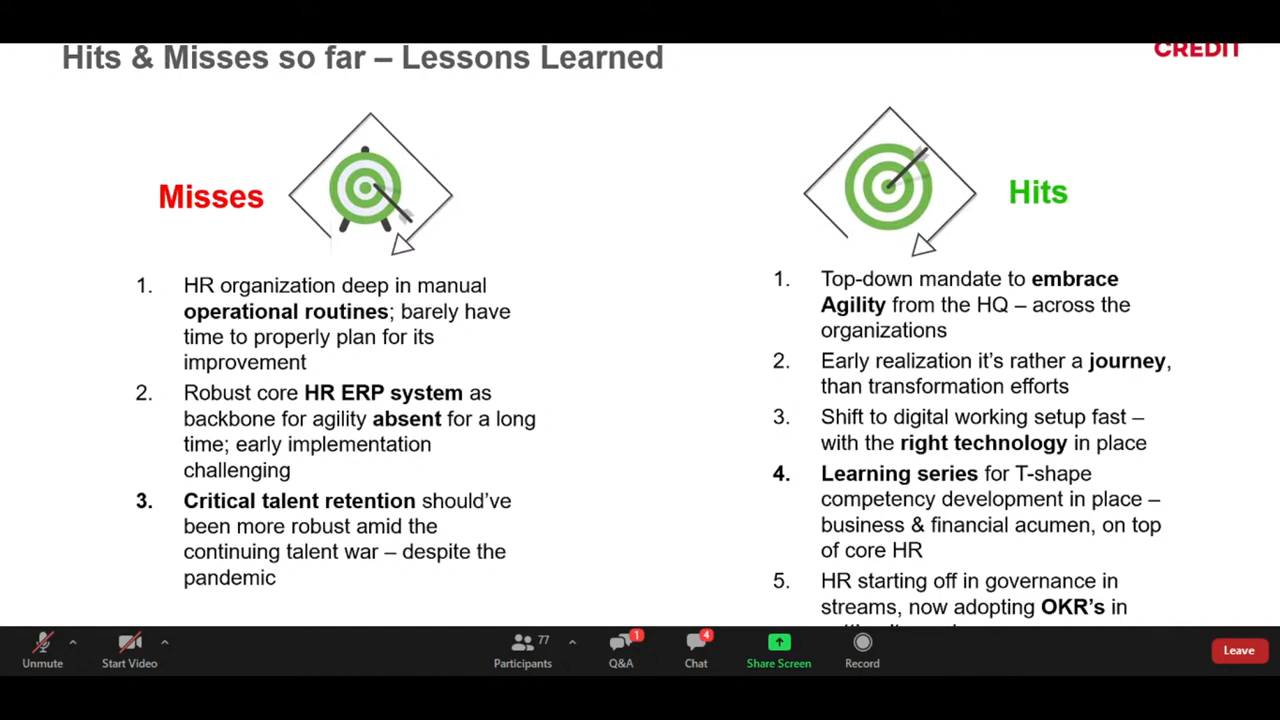 Hits & Misses so far – Lessons Learned
CREDIT
Misses
1. HR organization deep in manual
operational routines; barely have
time to properly plan for its
improvement
2. Robust core HR ERP system as
backbone for agility absent for a long
time; early implementation
challenging
3. Critical talent retention should've
been more robust amid the
continuing talent war – despite the
pandemic
Hits
1. Top-down mandate to embrace
Agility from the HQ – across the
organizations
2. Early realization it's rather a journey,
than transformation efforts
3. Shift to digital working setup fast –
with the right technology in place
4. Learning series for T-shape
competency development in place –
business & financial acumen, on top
of core HR
5. HR starting off in governance in
streams, now adopting OKR's in
Unmute
Start Video
77
Participants
1
Q&A
4
Chat
Share Screen
Record
Leave